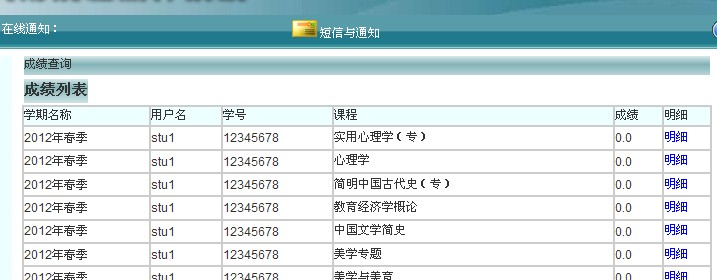 在线通知：
短信与通知
成绩查询
成绩列表
学期名称 用户名 学号 课程 成绩 明细
2012年春季 stu1 12345678 实用心理学（专） 0.0 明细
2012年春季 stu1 12345678 心理学 0.0 明细
2012年春季 stu1 12345678 简明中国古代史（专） 0.0 明细
2012年春季 stu1 12345678 教育经济学概论 0.0 明细
2012年春季 stu1 12345678 中国文学简史 0.0 明细
2012年春季 stu1 12345678 美学专题 0.0 明细
2012年春季 stu1 12345678 美学与美育 0.0 明细